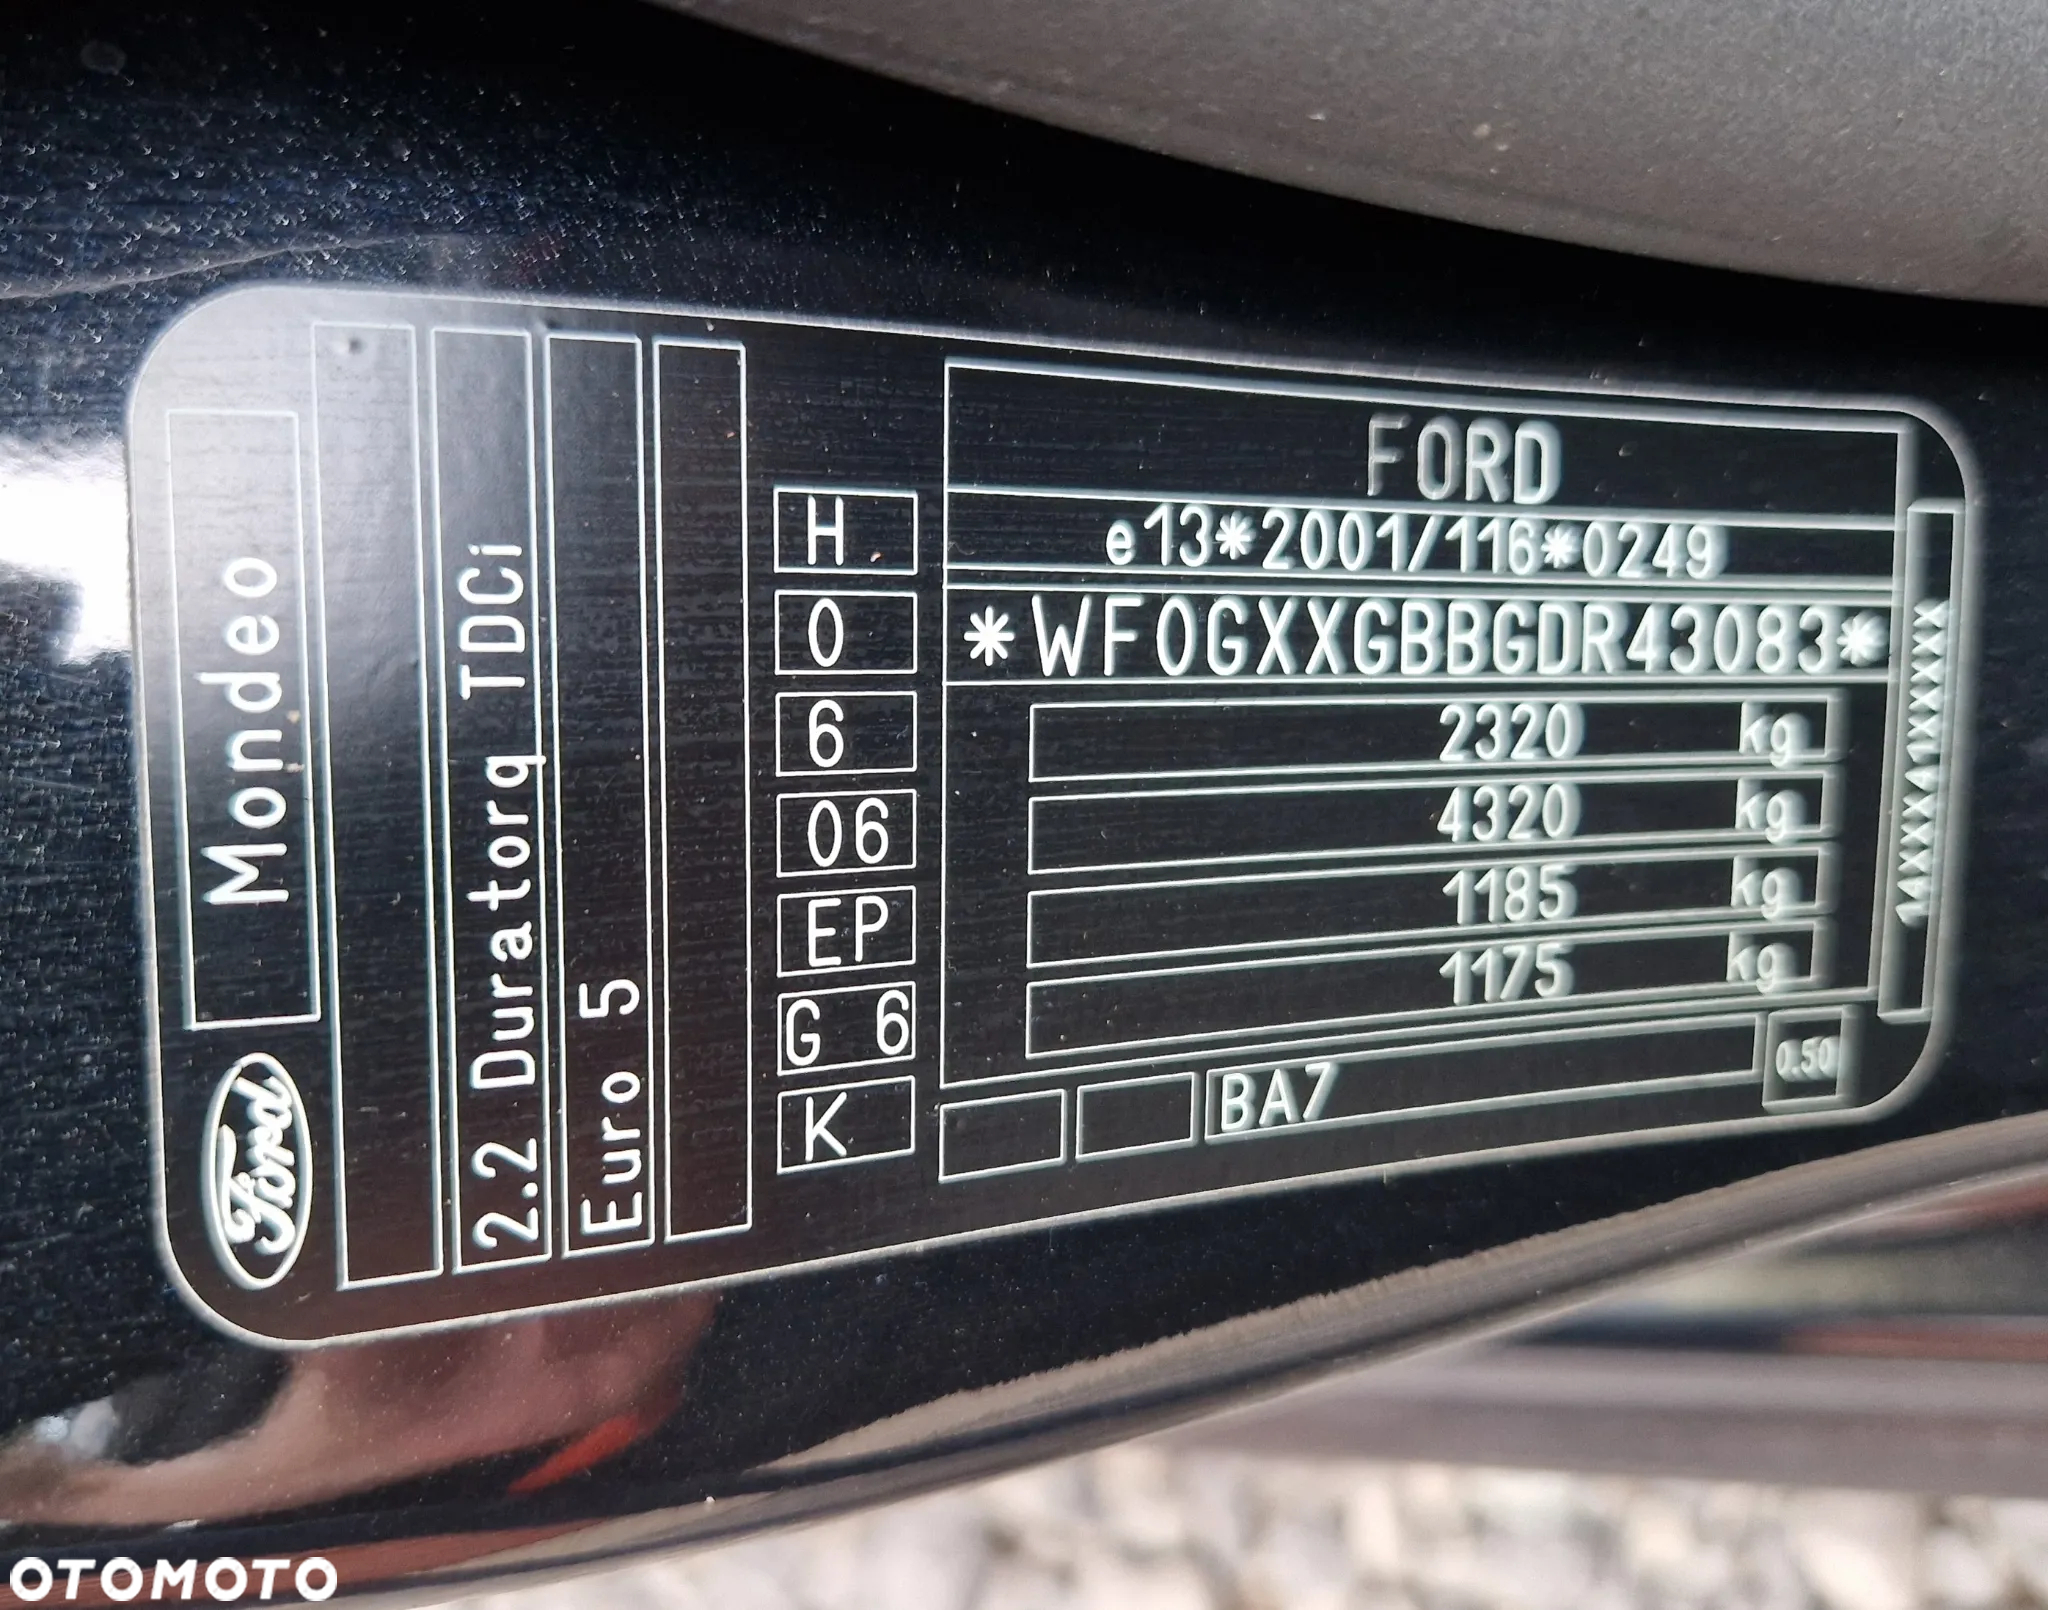 FORD
e13*2001/116*0249
*WF0GXXGBBGDR43083*
2320 kg
4320 kg
1185 kg
1175 kg
BA7
0.50
14XXXA41XXXXX
H
0
6
06
EP
G 6
K
Ford
Mondeo
2.2 Duratorq TDCi
Euro 5
OTOMOTO